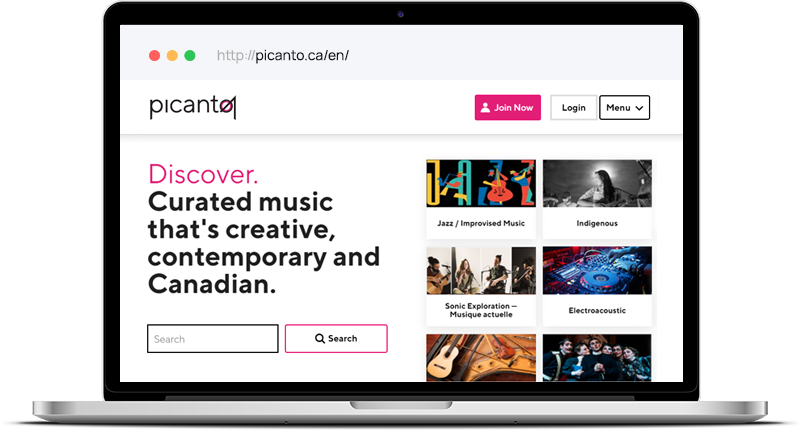 http://picanto.ca/en/
picanto
Join Now
Login
Menu
Discover.
Curated music
that's creative,
contemporary and
Canadian.
Search
Search
JAZZ
Jazz / Improvised Music
Indigenous
Sonic Exploration —
Musique actuelle
Electroacoustic